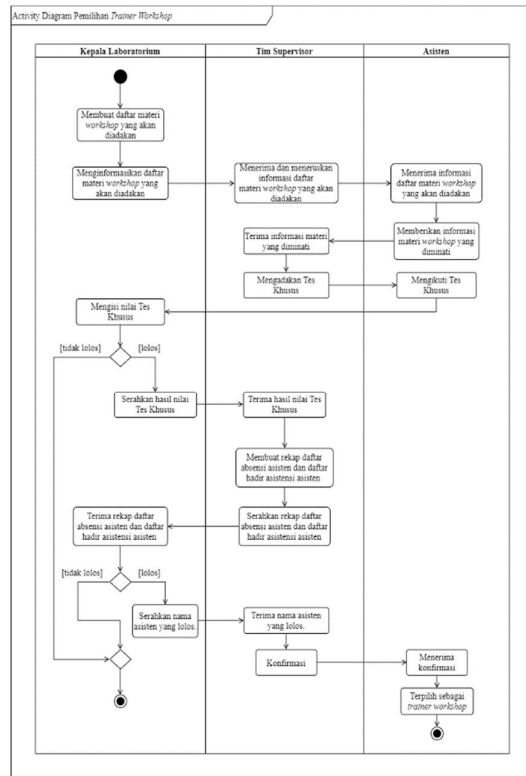 Activity Diagram Pemilihan Trainer Workshop
Kepala Laboratorium
Tim Supervisor
Asisten
Membuat daftar materi
workshop yang akan
diadakan
Menginformasikan daftar
materi workshop yang
akan diadakan
Menerima dan meneruskan
informasi daftar
materi workshop yang akan
diadakan
Menerima informasi
daftar materi workshop
yang akan diadakan
Memberikan informasi
materi workshop yang
diminati
Terima informasi materi
yang diminati
Mengadakan Tes
Khusus
Mengikuti Tes
Khusus
Mengisi nilai Tes
Khusus
[tidak lolos]
[lolos]
Serahkan hasil nilai
Tes Khusus
Terima hasil nilai Tes
Khusus
Membuat rekap daftar
absensi asisten dan daftar
hadir asistensi asisten
Serahkan rekap daftar
absensi asisten dan daftar
hadir asistensi asisten
Terima rekap daftar
absensi asisten dan daftar
hadir asistensi asisten
[tidak lolos]
[lolos]
Serahkan nama
asisten yang lolos.
Terima nama asisten
yang lolos.
Konfirmasi
Menerima
konfirmasi
Terpilih sebagai
trainer workshop